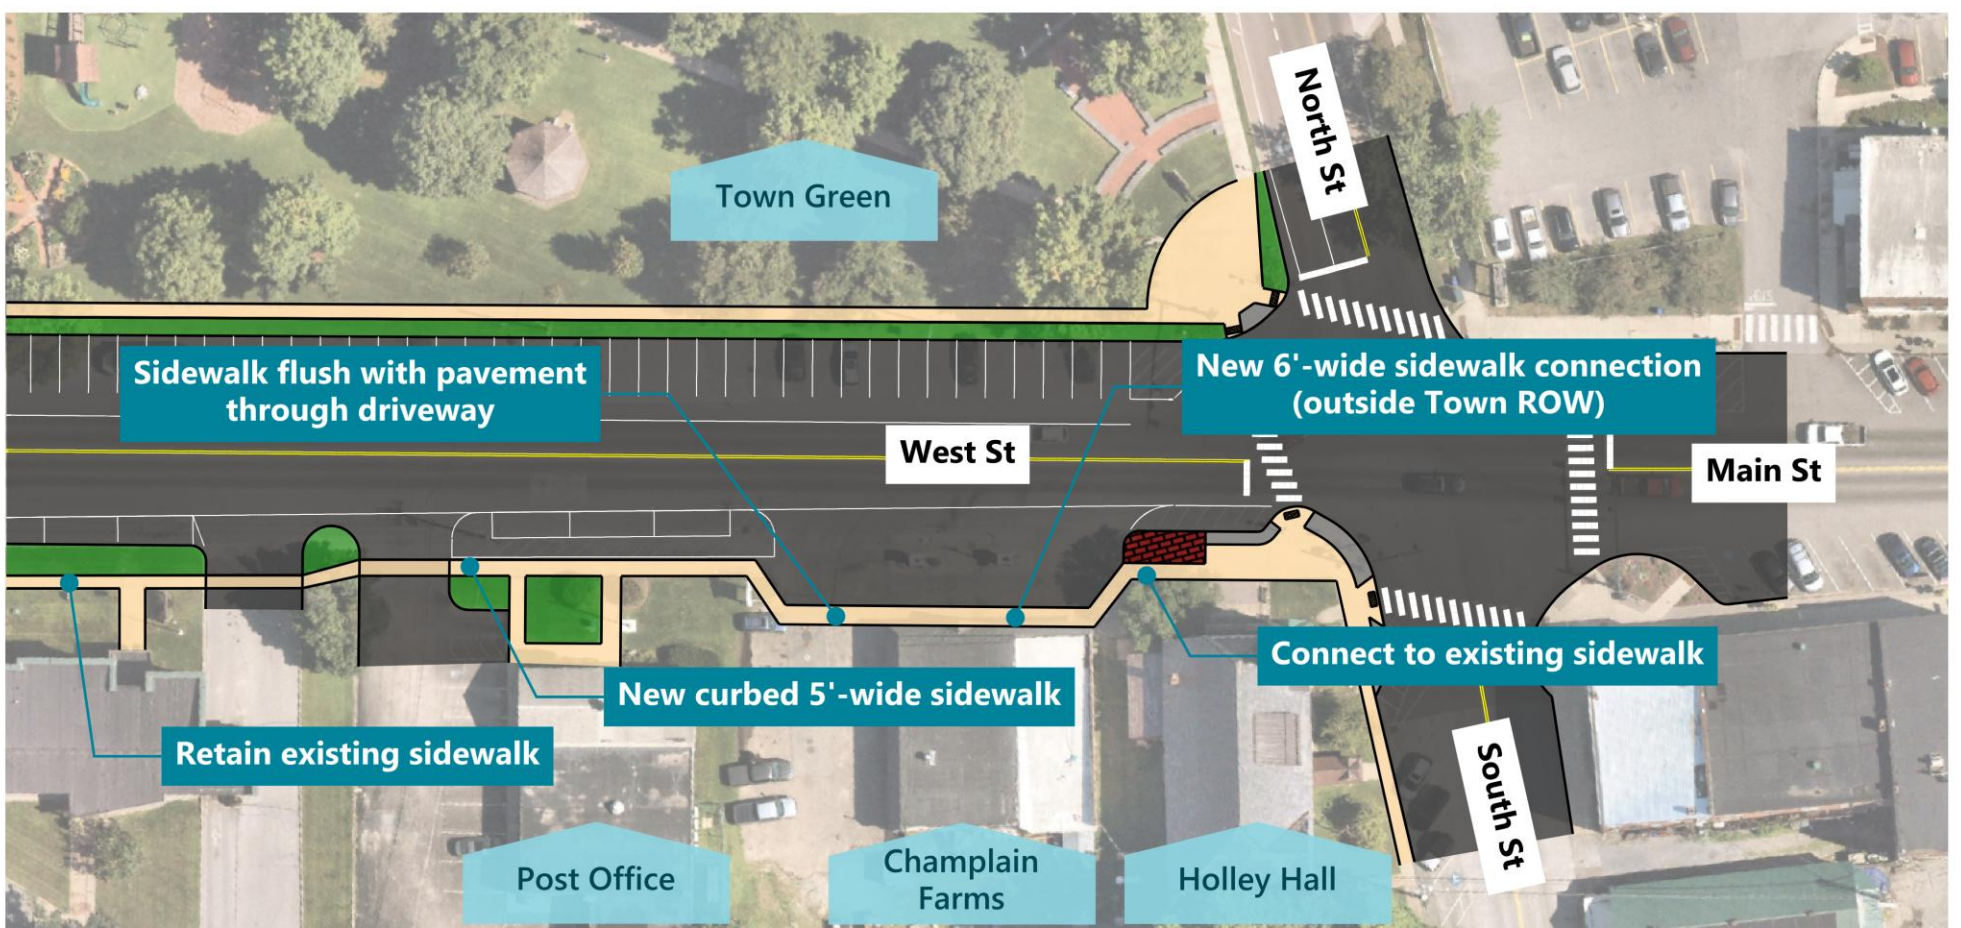 North St
Town Green
Sidewalk flush with pavement
through driveway
New 6'-wide sidewalk connection
(outside Town ROW)
West St
Main St
Connect to existing sidewalk
New curbed 5'-wide sidewalk
Retain existing sidewalk
South St
Post Office
Champlain
Farms
Holley Hall